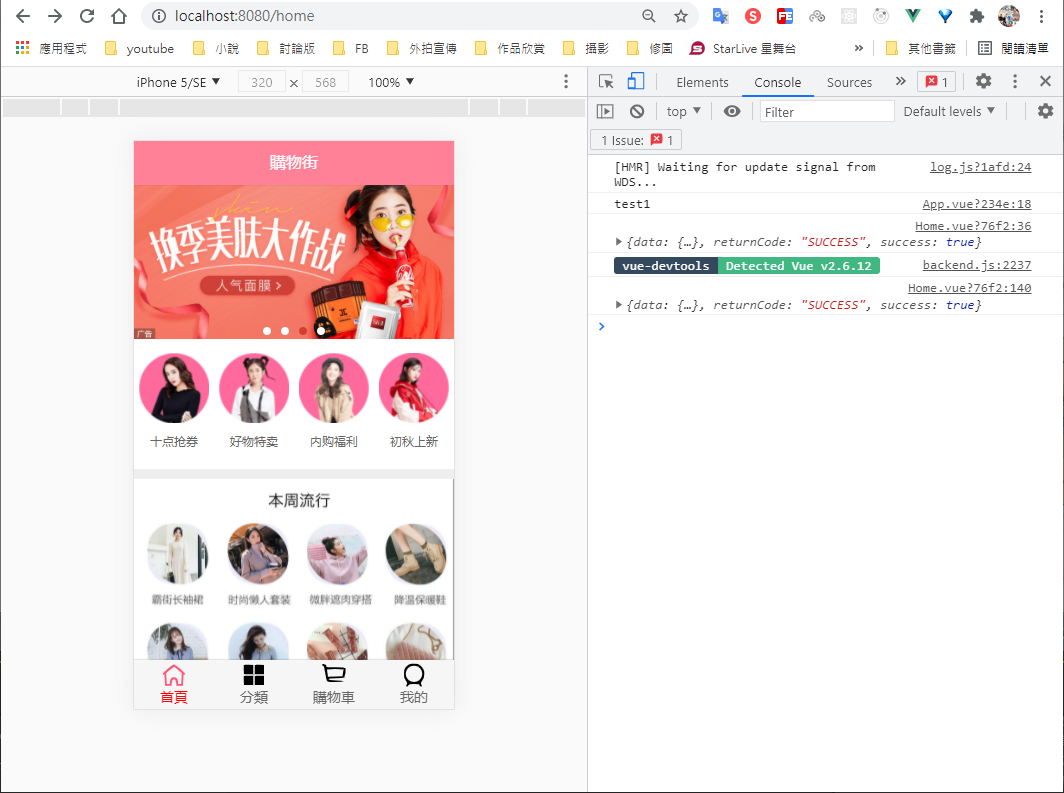 localhost:8080/home
應用程式 youtube 小說 討論版 FB 外拍宣傳 作品欣賞 攝影 修圖 StarLive 星舞台 » 其他書籤 閱讀清單
iPhone 5/SE ▼ 320 × 568 100% ▼
購物街
换季美肤大作战
人气面膜 >
广告
十点抢券 好物特卖 内购福利 初秋上新
本周流行
霸街长袖裙 时尚懒人套装 微胖遮肉穿搭 降温保暖鞋
首頁 分類 購物車 我的
Elements Console Sources » 1
top ▼ Filter Default levels ▼
1 Issue: 1
[HMR] Waiting for update signal from log.js?1afd:24
WDS...
test1 App.vue?234e:18
Home.vue?76f2:36
{data: {…}, returnCode: "SUCCESS", success: true}
vue-devtools Detected Vue v2.6.12 backend.js:2237
Home.vue?76f2:140
{data: {…}, returnCode: "SUCCESS", success: true}